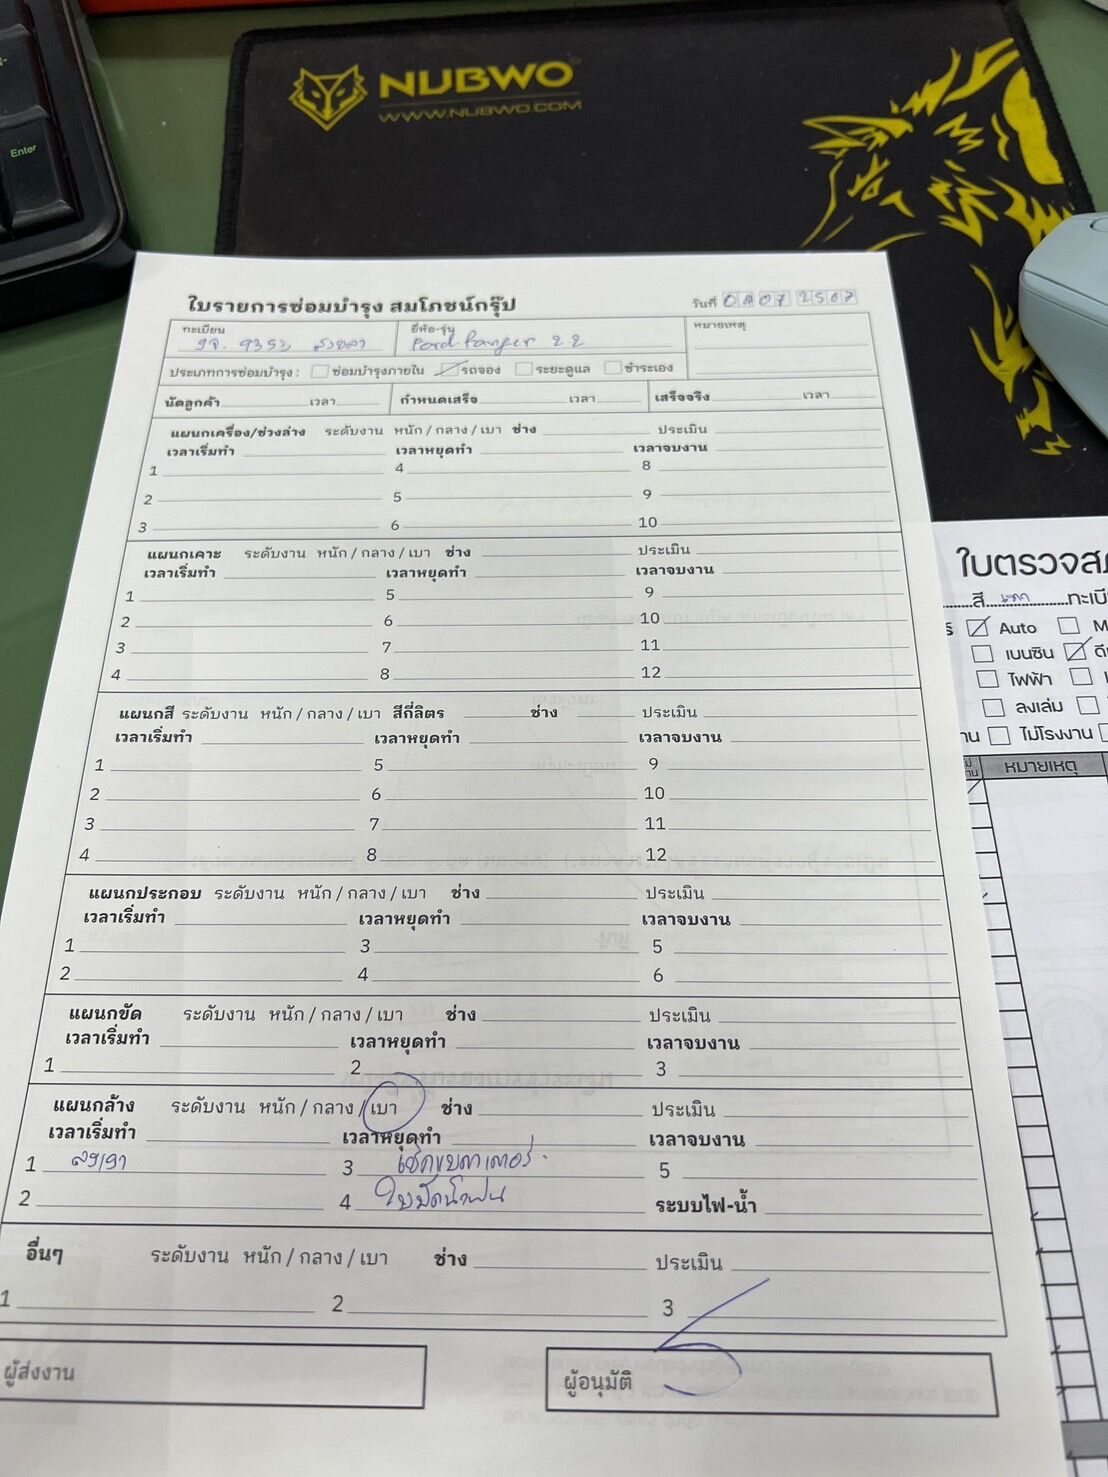 NUBWO
WWW.NUBWO.COM
Enter
ใบรายการซ่อมบำรุง สมโภชน์กรุ๊ป
วันที่ 07
ทะเบียน
ยี่ห้อ-รุ่น Ford Ranger 2.2
หมายเหตุ
สงขลา
ประเภทการซ่อมบำรุง : ซ่อมบำรุงภายใน รถจอง ระยะดูแล ชำระเอง
นัดลูกค้า เวลา กำหนดเสร็จ เวลา เสร็จจริง เวลา
แผนกเครื่อง/ช่วงล่าง ระดับงาน หนัก / กลาง / เบา ช่าง ประเมิน
เวลาเริ่มทำ เวลาหยุดทำ เวลาจบงาน
1 4 8
2 5 9
3 6 10
แผนกเคาะ ระดับงาน หนัก / กลาง / เบา ช่าง ประเมิน
เวลาเริ่มทำ เวลาหยุดทำ เวลาจบงาน
1 5 9
2 6 10
3 7 11
4 8 12
แผนกสี ระดับงาน หนัก / กลาง / เบา สีกี่ลิตร ช่าง ประเมิน
เวลาเริ่มทำ เวลาหยุดทำ เวลาจบงาน
1 5 9
2 6 10
3 7 11
4 8 12
แผนกประกอบ ระดับงาน หนัก / กลาง / เบา ช่าง ประเมิน
เวลาเริ่มทำ เวลาหยุดทำ เวลาจบงาน
1 3 5
2 4 6
แผนกขัด ระดับงาน หนัก / กลาง / เบา ช่าง ประเมิน
เวลาเริ่มทำ เวลาหยุดทำ เวลาจบงาน
1 2 3
แผนกล้าง ระดับงาน หนัก / กลาง / เบา ช่าง ประเมิน
เวลาเริ่มทำ เวลาหยุดทำ เวลาจบงาน
1 3 เช็คแบตเตอรี่ 5
2 4 ใบปัดน้ำฝน ระบบไฟ-น้ำ
อื่นๆ ระดับงาน หนัก / กลาง / เบา ช่าง ประเมิน
1 2 3
ผู้ส่งงาน
ผู้อนุมัติ
ใบตรวจ
สี
Auto
เบนซิน
ไฟฟ้า
ลงเล่ม
ไม่โรงงาน
หมายเหตุ